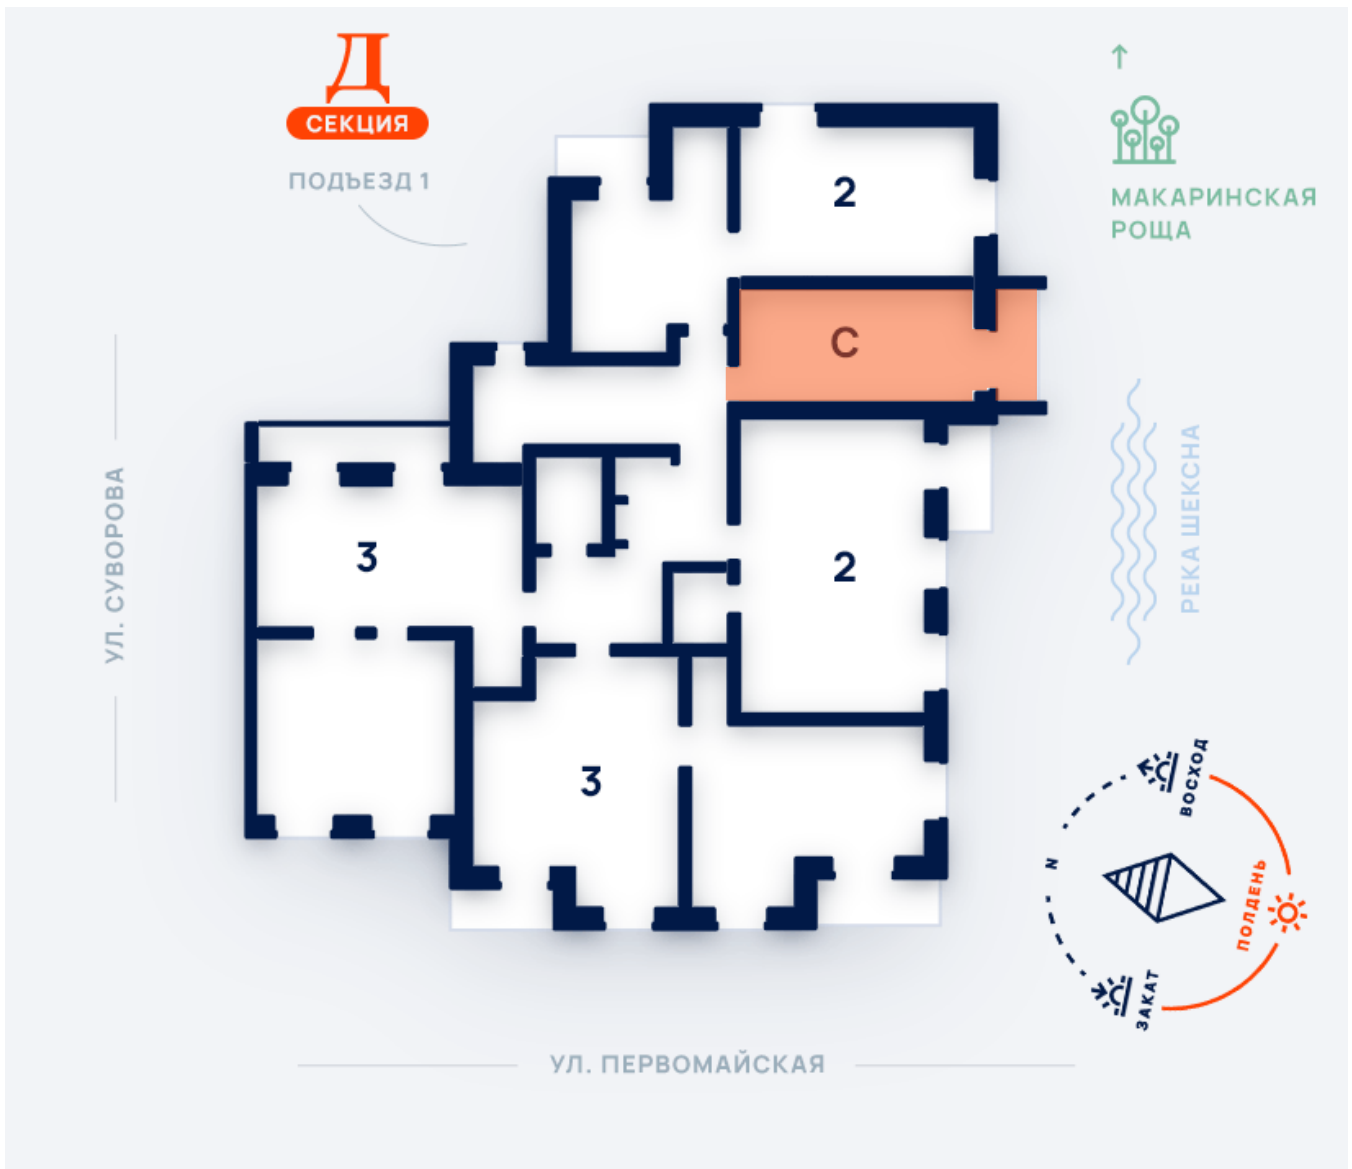 Д
СЕКЦИЯ
ПОДЪЕЗД 1
МАКАРИНСКАЯ
РОЩА
2
С
УЛ. СУВОРОВА
3
2
РЕКА ШЕКСНА
3
ВОСХОД
N
ПОЛДЕНЬ
ЗАКАТ
УЛ. ПЕРВОМАЙСКАЯ